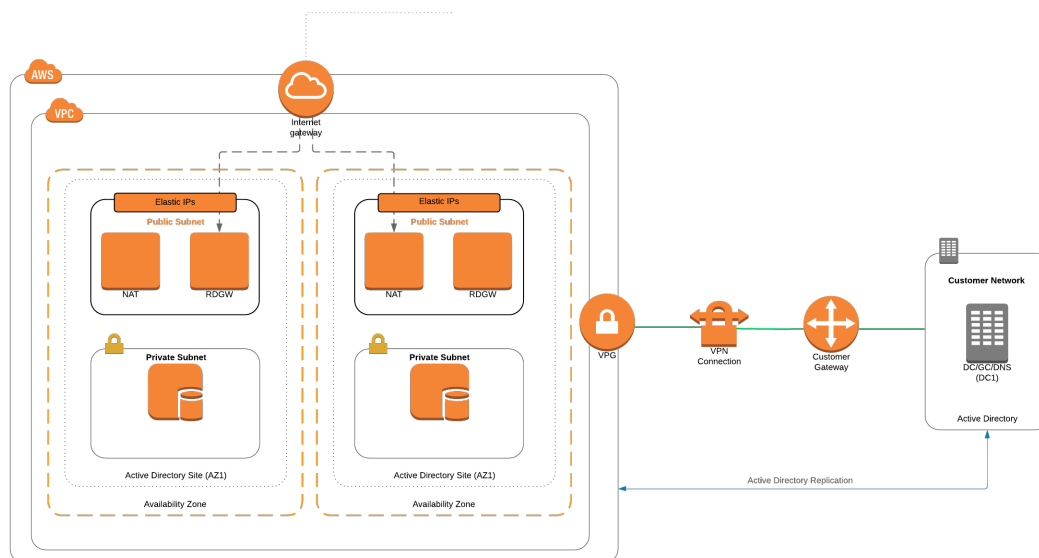 AWS
VPC
Internet
gateway
Elastic IPs
Public Subnet
NAT
RDGW
Private Subnet
Active Directory Site (AZ1)
Availability Zone
Elastic IPs
Public Subnet
NAT
RDGW
Private Subnet
Active Directory Site (AZ1)
Availability Zone
VPG
VPN
Connection
Customer
Gateway
Customer Network
DC/GC/DNS
(DC1)
Active Directory
Active Directory Replication